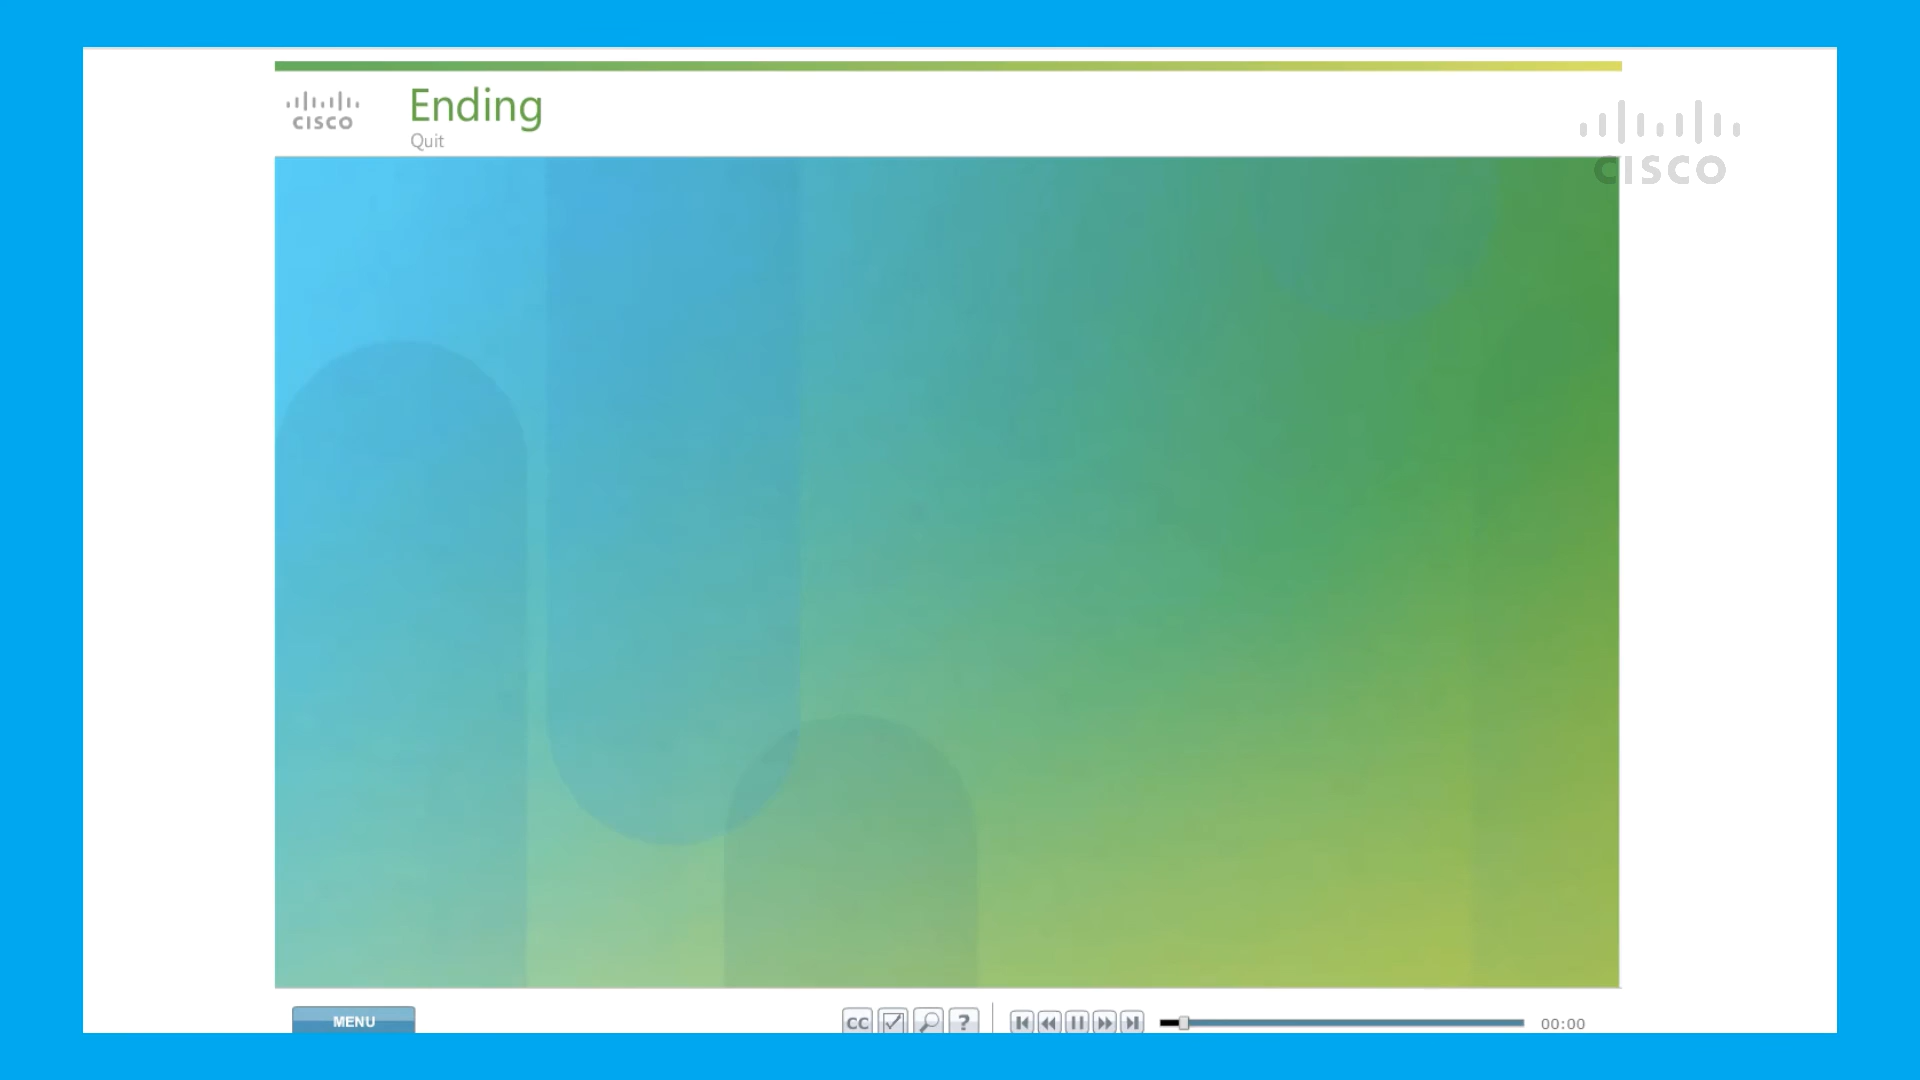 CISCO
Ending
Quit
CISCO
MENU
CC
?
00:00